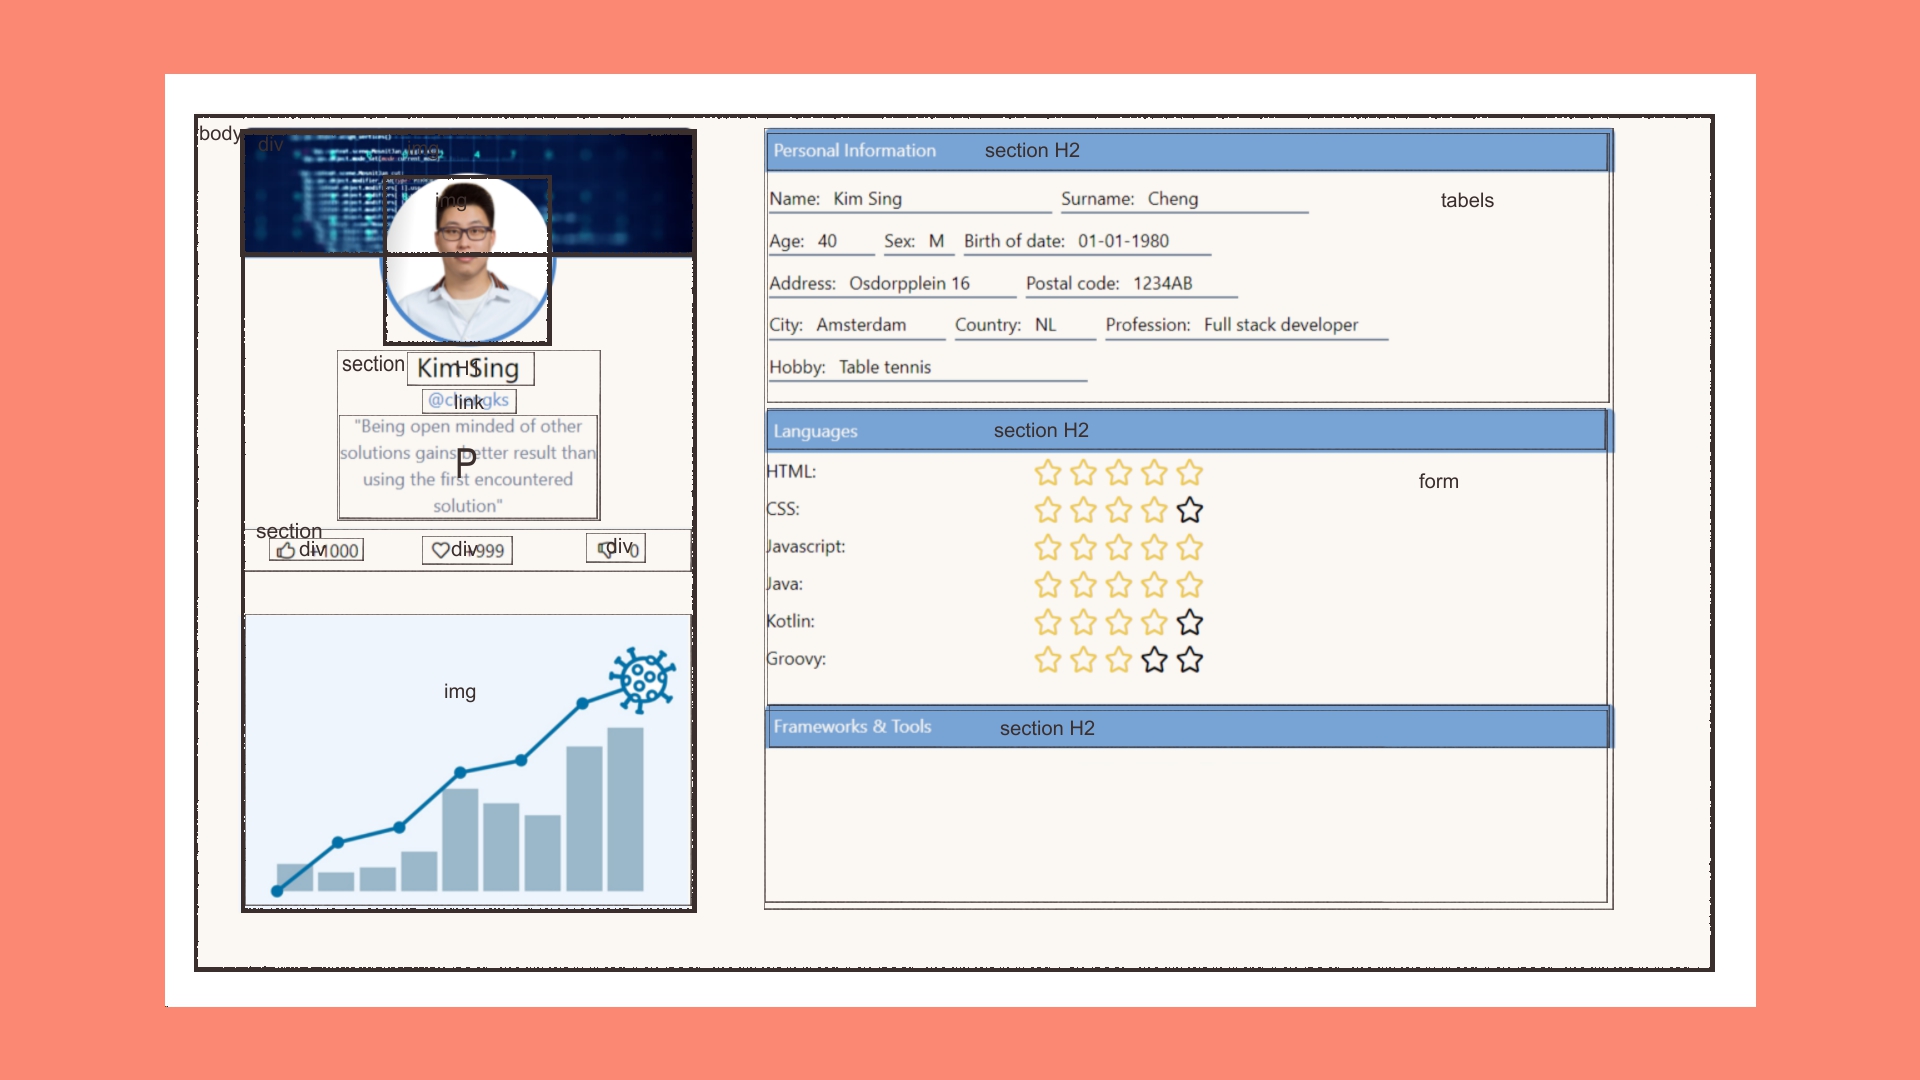 body
div
img
4
7
img
section
Kim Sing
H1
link
"Being open minded of other
solutions gains better result than
using the first encountered
solution"
P
section
div
1000
div
999
div
0
img
Personal Information
section H2
tabels
Name: Kim Sing Surname: Cheng
Age: 40 Sex: M Birth of date: 01-01-1980
Address: Osdorpplein 16 Postal code: 1234AB
City: Amsterdam Country: NL Profession: Full stack developer
Hobby: Table tennis
Languages
section H2
form
HTML:
CSS:
Javascript:
Java:
Kotlin:
Groovy:
Frameworks & Tools
section H2